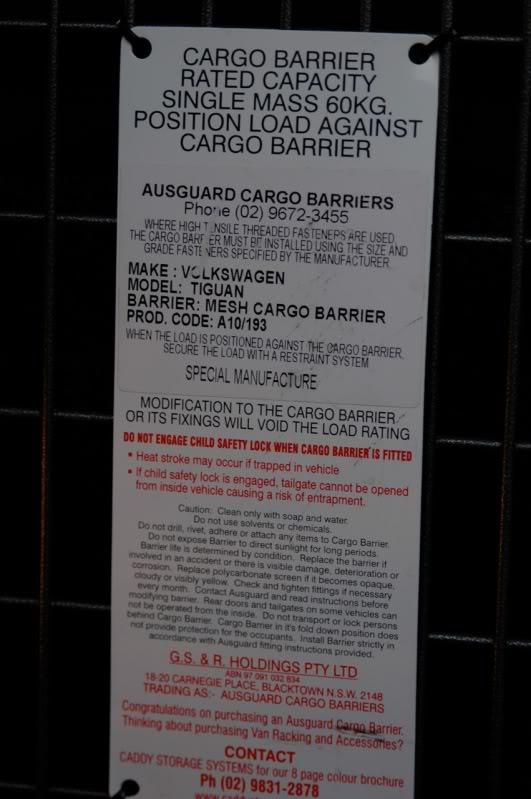 CARGO BARRIER
RATED CAPACITY
SINGLE MASS 60KG.
POSITION LOAD AGAINST
CARGO BARRIER
AUSGUARD CARGO BARRIERS
Phone (02) 9672-3455
WHERE HIGH TENSILE THREADED FASTENERS ARE USED
THE CARGO BARRIER MUST BE INSTALLED USING THE SIZE AND
GRADE FASTENERS SPECIFIED BY THE MANUFACTURER.
MAKE : VOLKSWAGEN
MODEL: TIGUAN
BARRIER: MESH CARGO BARRIER
PROD. CODE: A10/193
WHEN THE LOAD IS POSITIONED AGAINST THE CARGO BARRIER,
SECURE THE LOAD WITH A RESTRAINT SYSTEM
SPECIAL MANUFACTURE
MODIFICATION TO THE CARGO BARRIER
OR ITS FIXINGS WILL VOID THE LOAD RATING
DO NOT ENGAGE CHILD SAFETY LOCK WHEN CARGO BARRIER IS FITTED
• Heat stroke may occur if trapped in vehicle
• If child safety lock is engaged, tailgate cannot be opened
from inside vehicle causing a risk of entrapment.
Caution: Clean only with soap and water.
Do not use solvents or chemicals.
Do not drill, rivet, adhere or attach any items to Cargo Barrier.
Do not expose Barrier to direct sunlight for long periods.
Barrier life is determined by condition. Replace the barrier if
involved in an accident or there is visible damage, deterioration or
corrosion. Replace polycarbonate screen if it becomes opaque,
cloudy or visibly yellow. Check and tighten fittings if necessary
every month. Contact Ausguard and read instructions before
modifying barrier. Rear doors and tailgates on some vehicles can
not be operated from the inside. Do not transport or lock persons
behind Cargo Barrier. Cargo Barrier in it's fold down position does
not provide protection for the occupants. Install Barrier strictly in
accordance with Ausguard fitting instructions provided.
G.S. & R. HOLDINGS PTY LTD
ABN 97 091 032 834
18-20 CARNEGIE PLACE, BLACKTOWN N.S.W. 2148
TRADING AS:- AUSGUARD CARGO BARRIERS
Congratulations on purchasing an Ausguard Cargo Barrier.
Thinking about purchasing Van Racking and Accessories?
CONTACT
CADDY STORAGE SYSTEMS for our 8 page colour brochure
Ph (02) 9831-2878